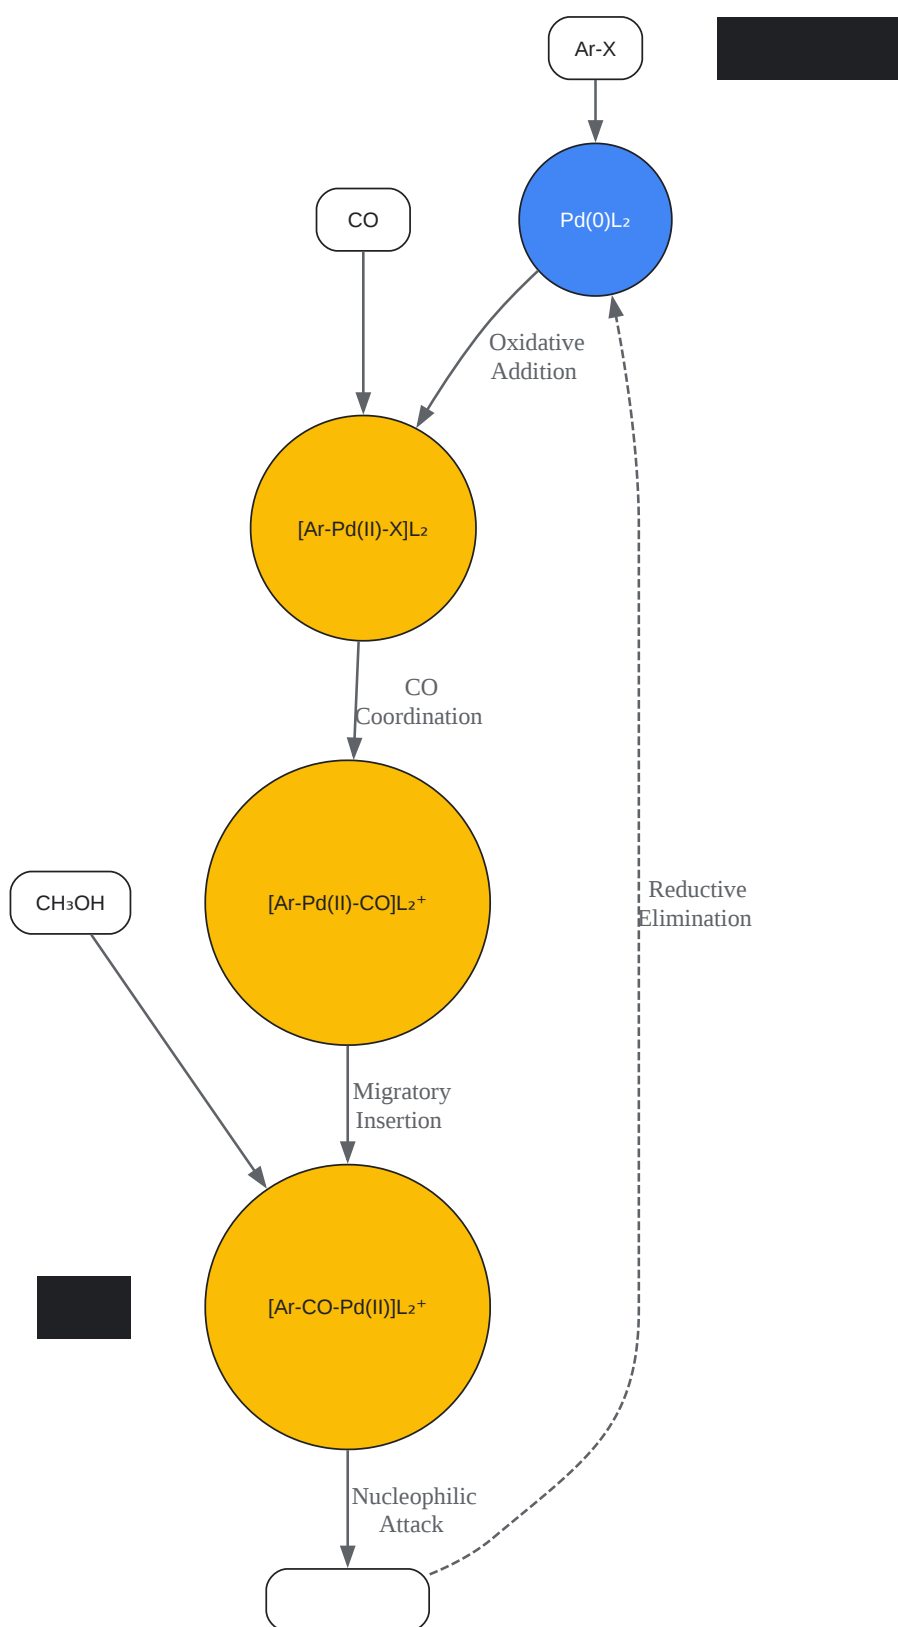 Ar-X
CO
Pd(0)L₂
Oxidative
Addition
[Ar-Pd(II)-X]L₂
CO
Coordination
CH₃OH
[Ar-Pd(II)-CO]L₂⁺
Reductive
Elimination
Migratory
Insertion
[Ar-CO-Pd(II)]L₂⁺
Nucleophilic
Attack